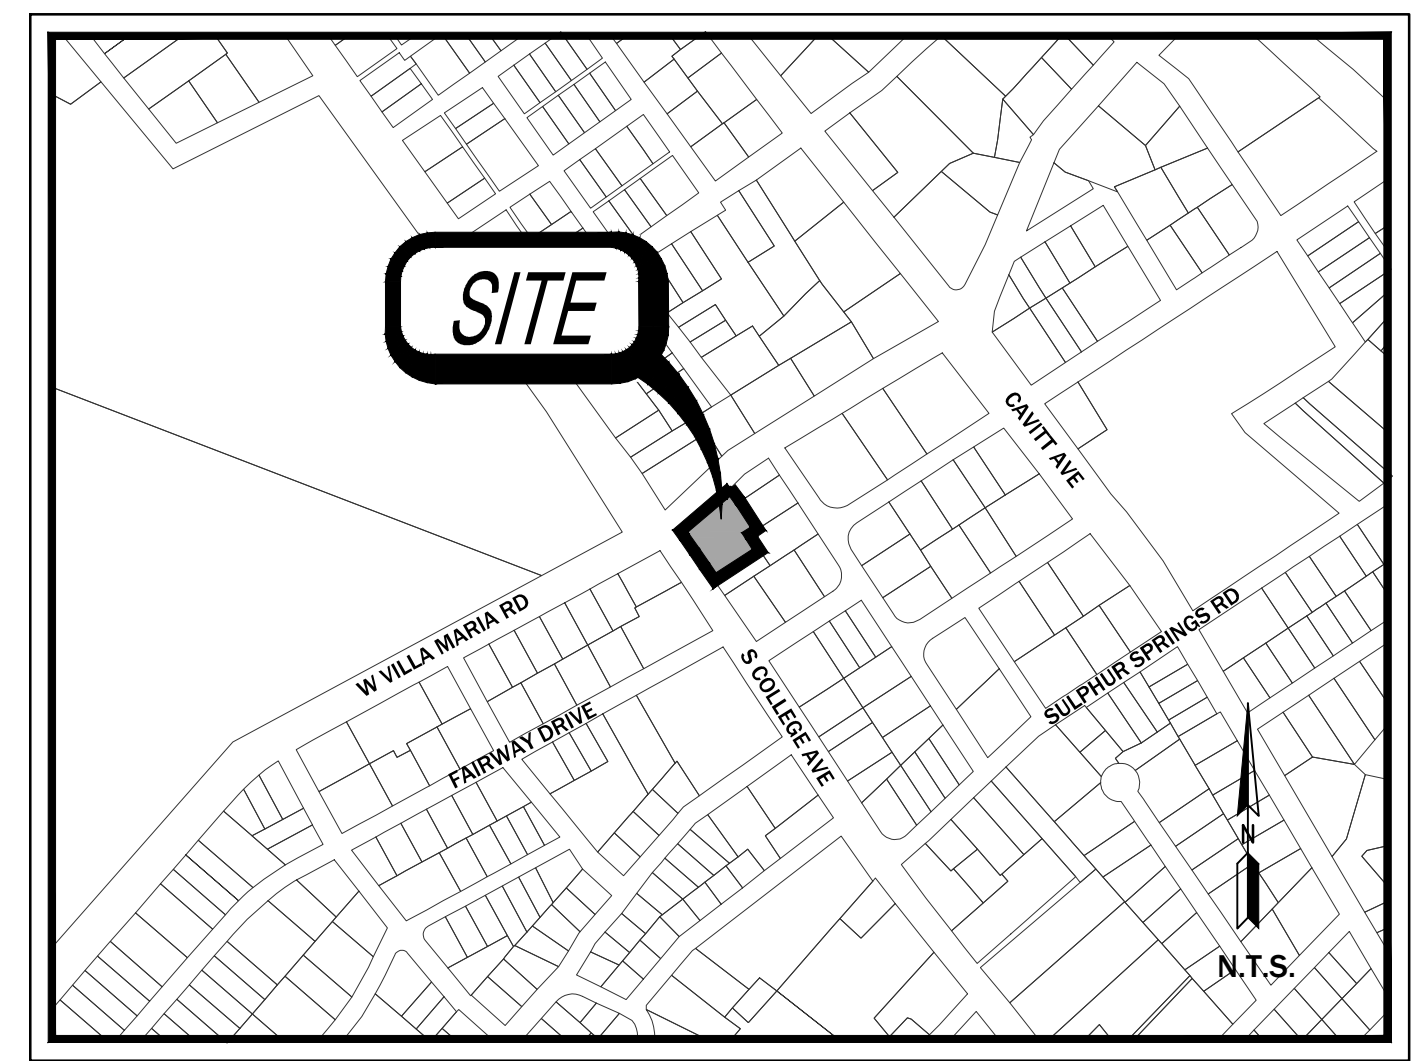 SITE
CAVITT AVE
W VILLA MARIA RD
SULPHUR SPRINGS RD
S COLLEGE AVE
FAIRWAY DRIVE
N
N.T.S.